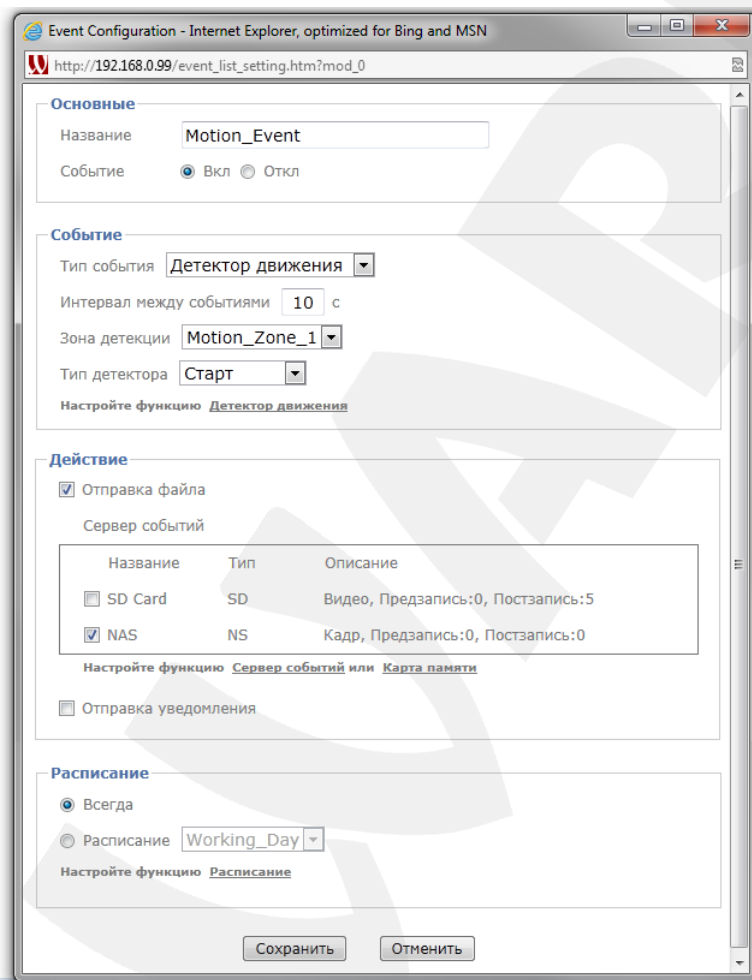 Event Configuration - Internet Explorer, optimized for Bing and MSN
http://192.168.0.99/event_list_setting.htm?mod_0
Основные
Название Motion_Event
Событие Вкл Откл
Событие
Тип события Детектор движения
Интервал между событиями 10 с
Зона детекции Motion_Zone_1
Тип детектора Старт
Настройте функцию Детектор движения
Действие
Отправка файла
Сервер событий
Название Тип Описание
SD Card SD Видео, Предзапись:0, Постзапись:5
NAS NS Кадр, Предзапись:0, Постзапись:0
Настройте функцию Сервер событий или Карта памяти
Отправка уведомления
Расписание
Всегда
Расписание Working_Day
Настройте функцию Расписание
Сохранить Отменить